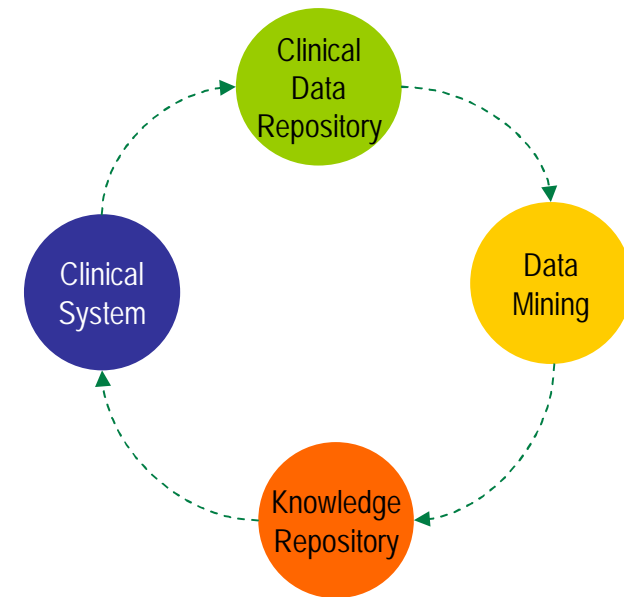 Clinical
Data
Repository
Data
Mining
Clinical
System
Knowledge
Repository